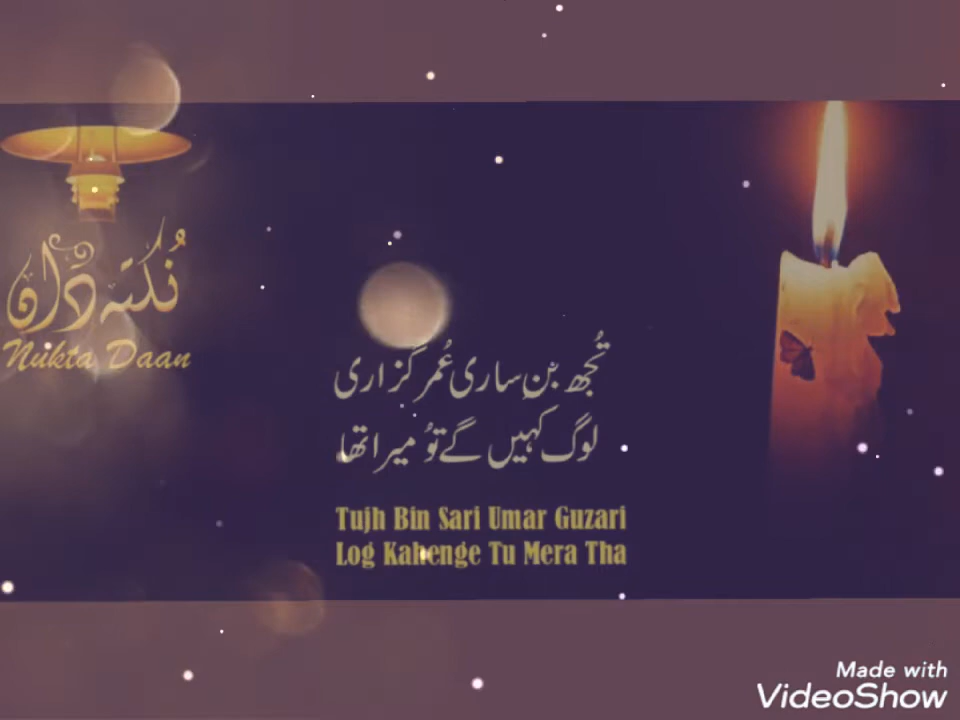 نُکتہ دان
Nukta Daan
تُجھ بٖن ساری عُمر گزاری
لوگ کہیں گے تُو میرا تھا
Tujh Bin Sari Umar Guzari
Log Kahenge Tu Mera Tha
Made with
VideoShow